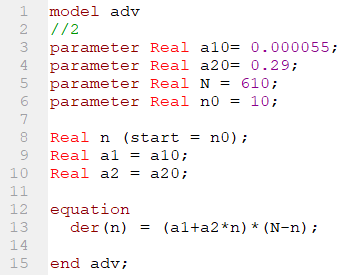 1 model adv
2 //2
3 parameter Real a10= 0.000055;
4 parameter Real a20= 0.29;
5 parameter Real N = 610;
6 parameter Real n0 = 10;
7
8 Real n (start = n0);
9 Real a1 = a10;
10 Real a2 = a20;
11
12 equation
13   der(n) = (a1+a2*n)*(N-n);
14
15 end adv;